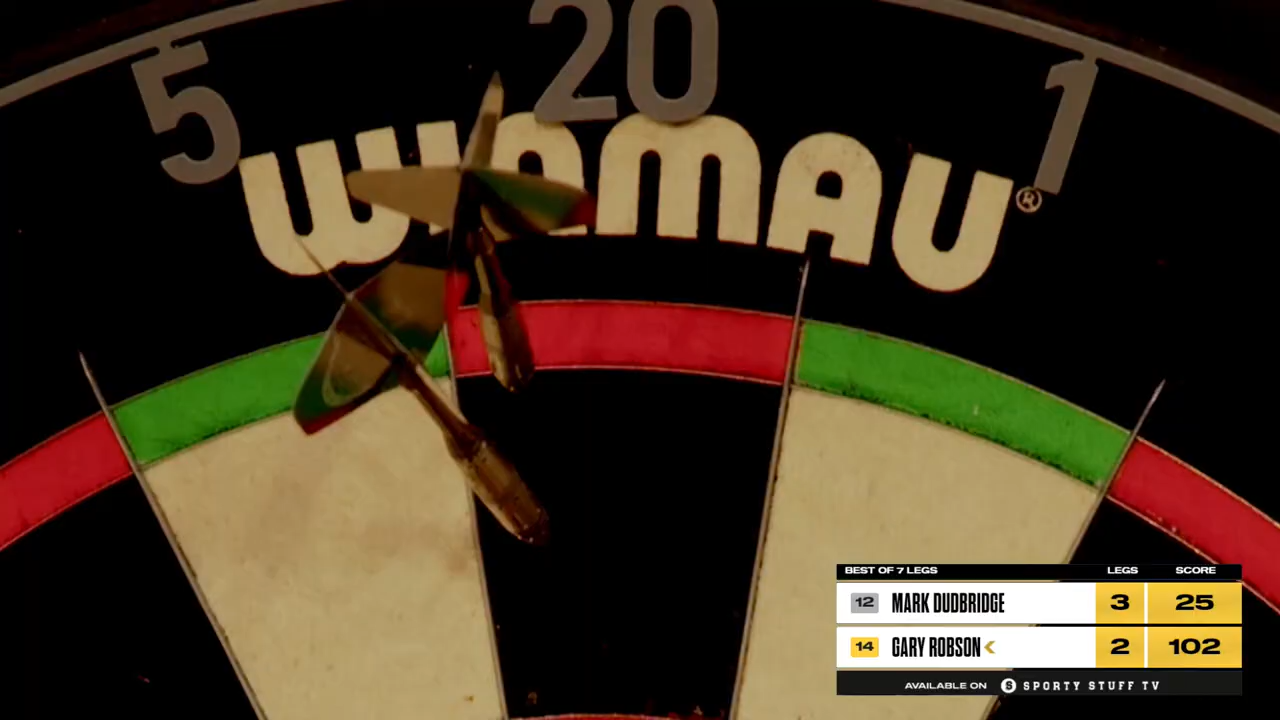 5 20 1
WINMAU®
BEST OF 7 LEGS LEGS SCORE
12 MARK DUDBRIDGE 3 25
14 GARY ROBSON 2 102
AVAILABLE ON S SPORTY STUFF TV